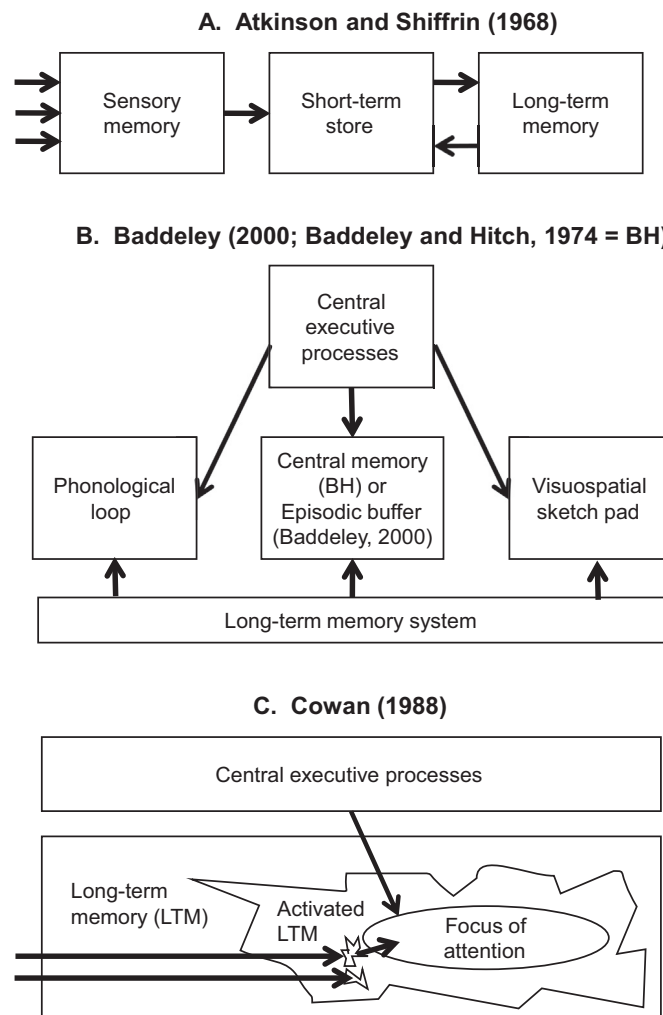 A. Atkinson and Shiffrin (1968)
Sensory
memory
Short-term
store
Long-term
memory
B. Baddeley (2000; Baddeley and Hitch, 1974 = BH)
Central
executive
processes
Phonological
loop
Central memory
(BH) or
Episodic buffer
(Baddeley, 2000)
Visuospatial
sketch pad
Long-term memory system
C. Cowan (1988)
Central executive processes
Long-term
memory (LTM)
Activated
LTM
Focus of
attention